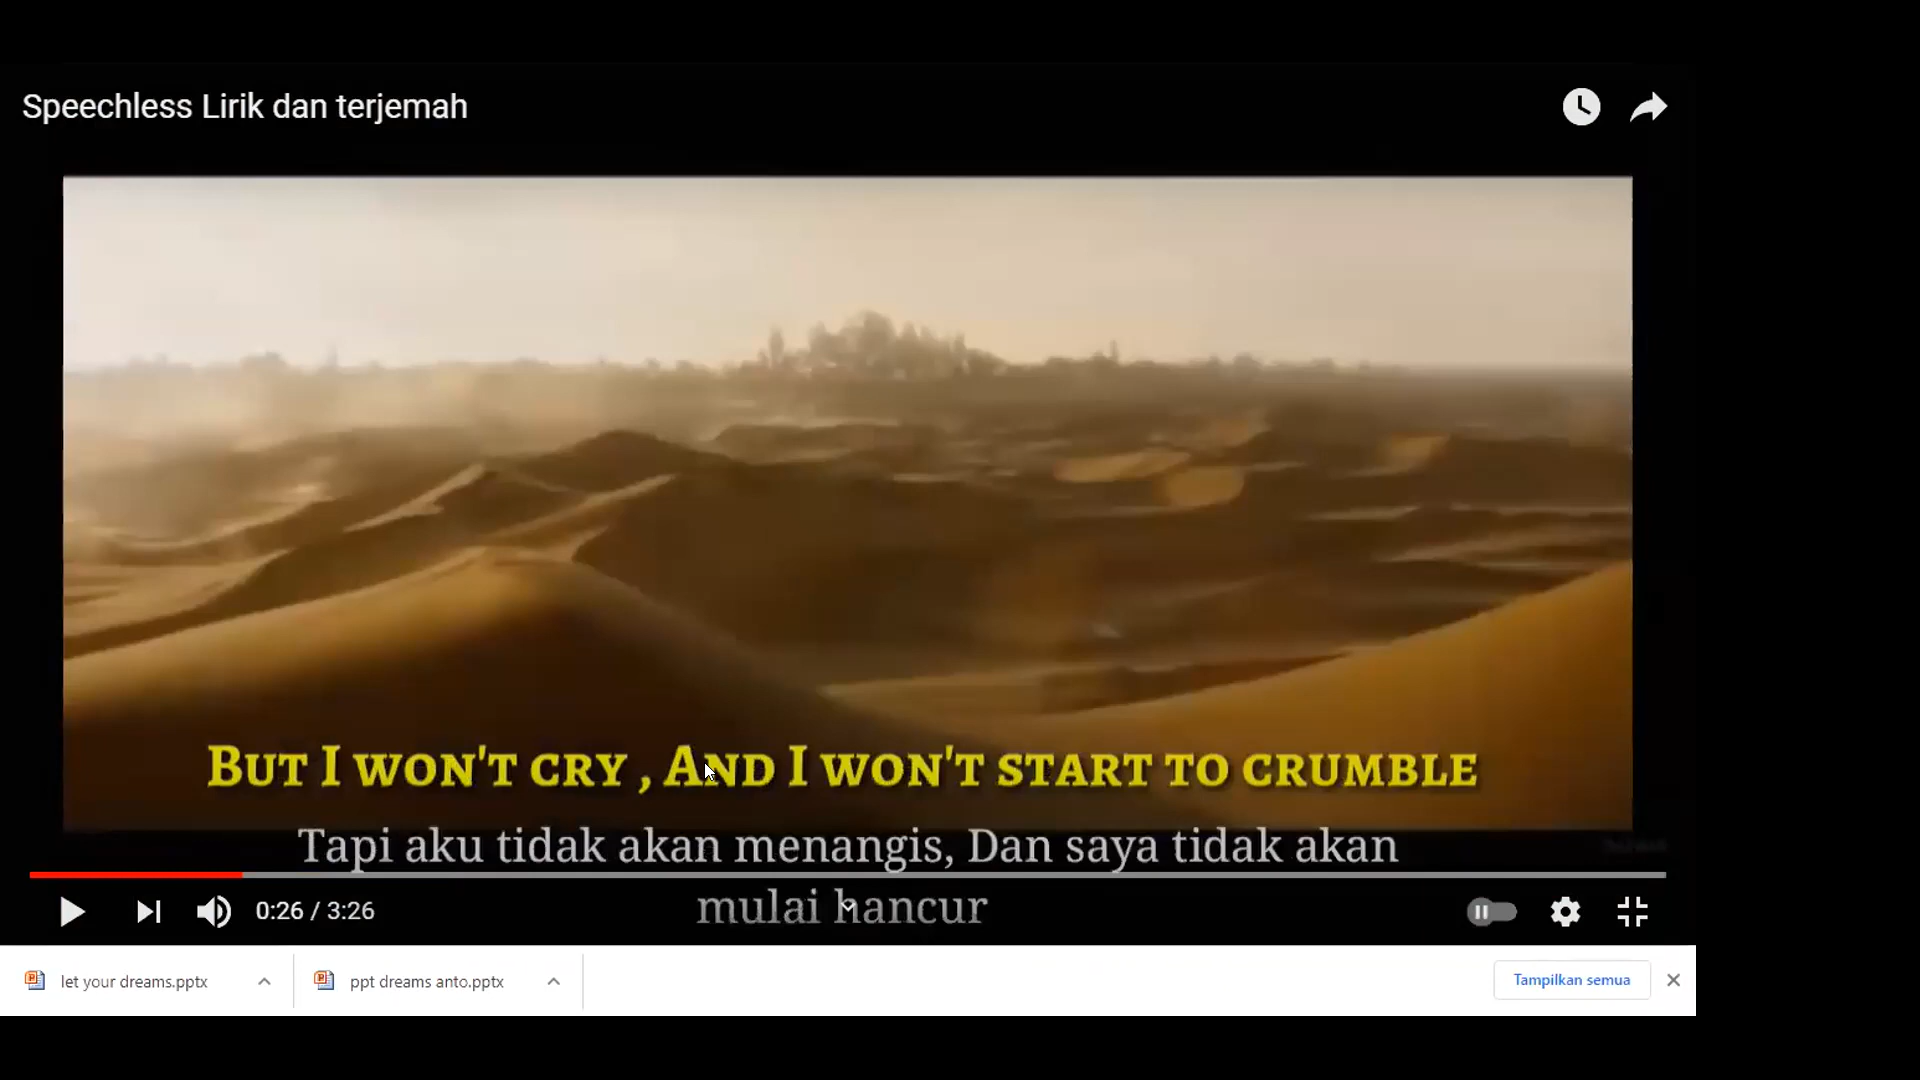 Speechless Lirik dan terjemah
BUT I WON'T CRY , AND I WON'T START TO CRUMBLE
Tapi aku tidak akan menangis, Dan saya tidak akan
mulai hancur
0:26 / 3:26
let your dreams.pptx
ppt dreams anto.pptx
Tampilkan semua